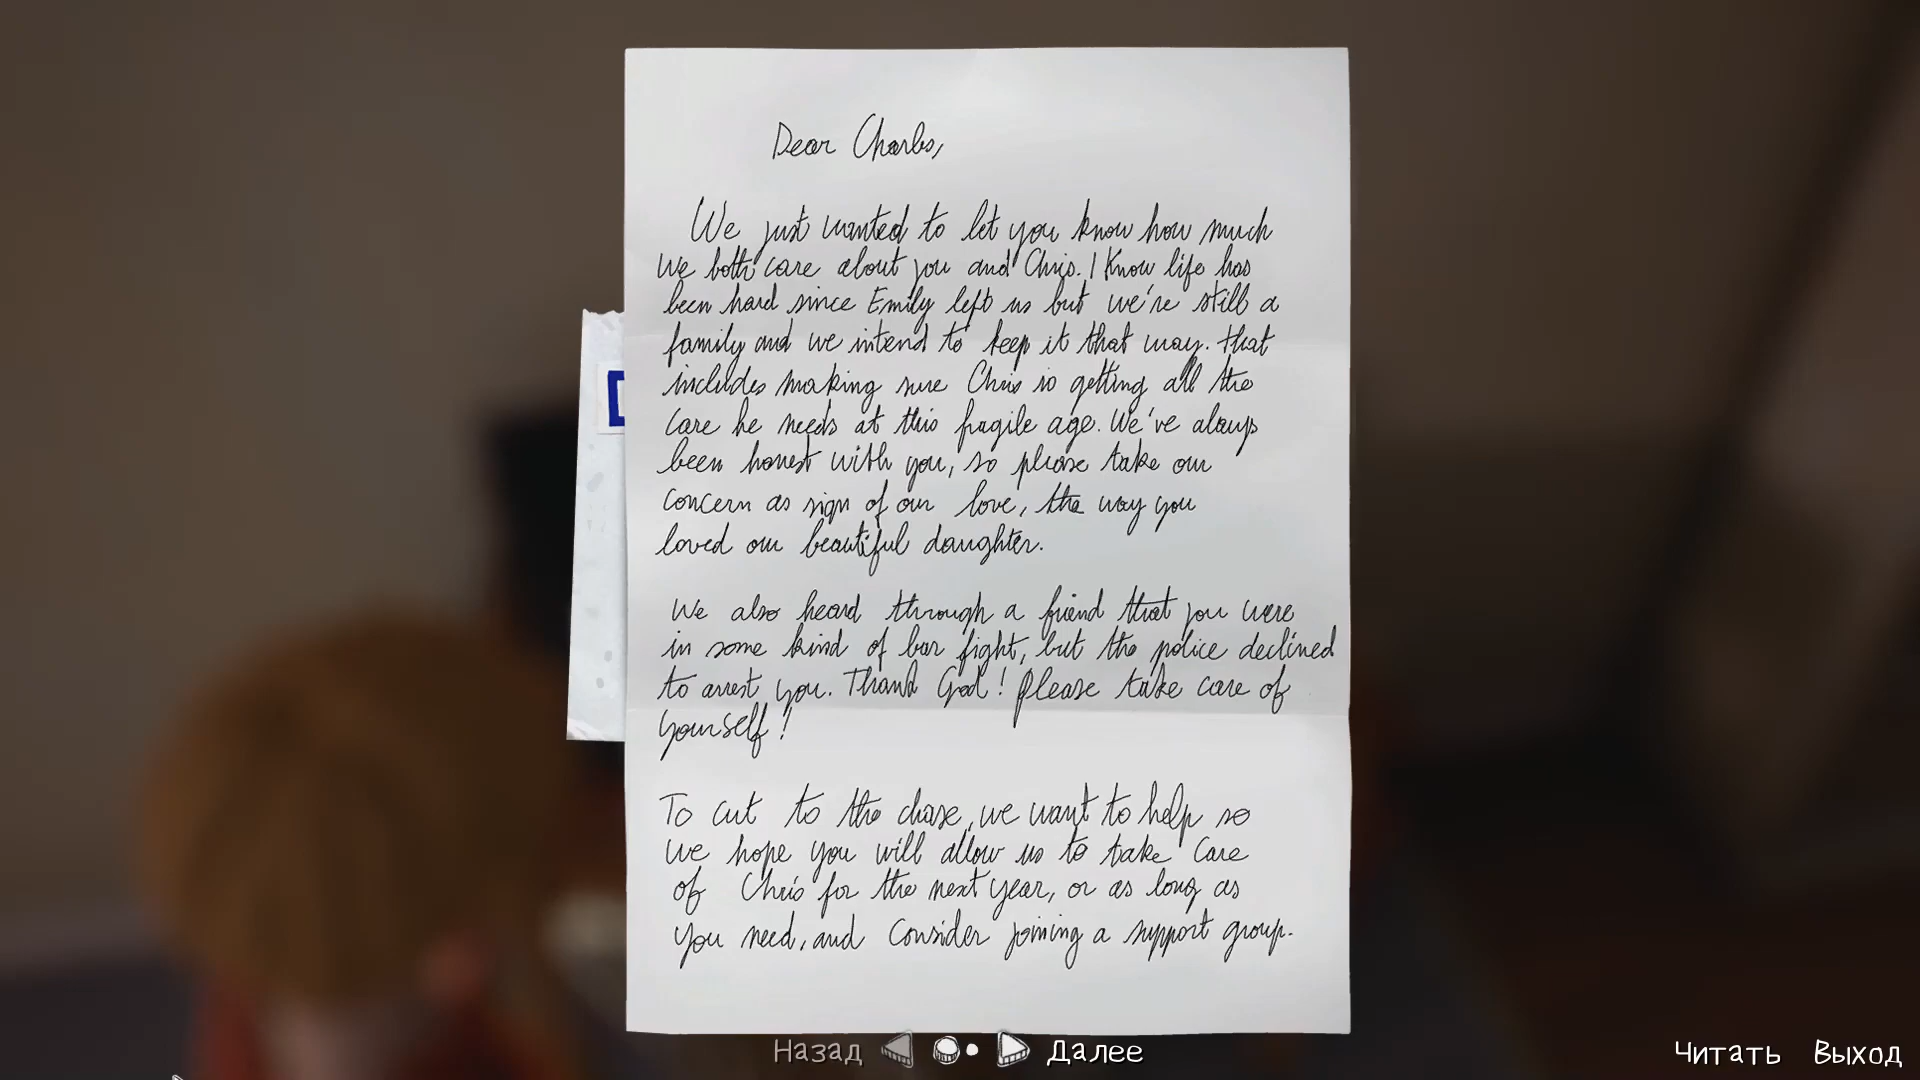 Dear Charles,
We just wanted to let you know how much
we both care about you and Chris. I Know life has
been hard since Emily left us but we're still a
family and we intend to keep it that way. that
includes making sure Chris is getting all the
care he needs at this fragile age. We've always
been honest with you, so please take our
concern as sign of our love, the way you
loved our beautiful daughter.
We also heard through a friend that you were
in some kind of bar fight, but the police declined
to arrest you. Thank God! please take care of
yourself!
To cut to the chase, we want to help so
we hope you will allow us to take care
of Chris for the next year, or as long as
you need, and consider joining a support group.
Назад Далее
Читать Выход